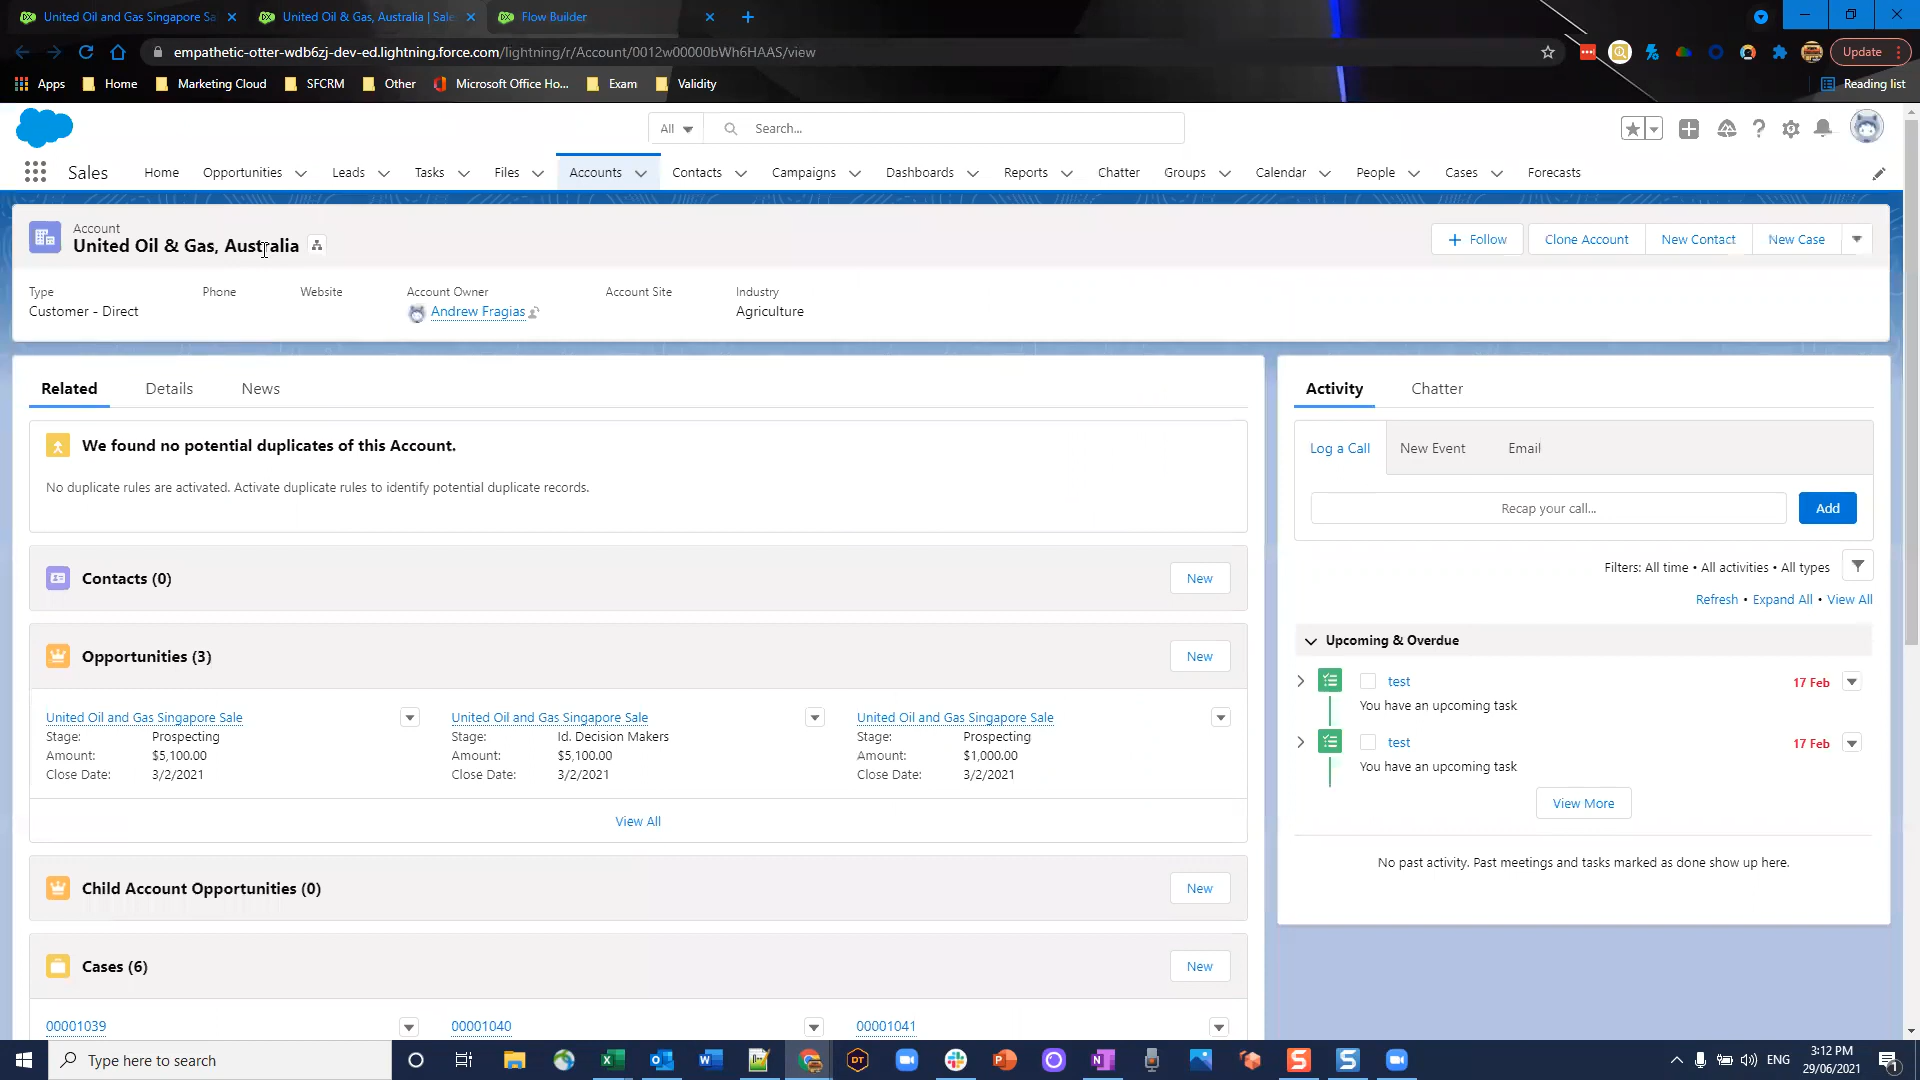 United Oil and Gas Singapore Sa
United Oil & Gas, Australia | Sale
Flow Builder
empathetic-otter-wdb6zj-dev-ed.lightning.force.com/lightning/r/Account/0012w00000bWh6HAAS/view
Update
Apps
Home
Marketing Cloud
SFCRM
Other
Microsoft Office Ho...
Exam
Validity
Reading list
All
Search...
Sales
Home
Opportunities
Leads
Tasks
Files
Accounts
Contacts
Campaigns
Dashboards
Reports
Chatter
Groups
Calendar
People
Cases
Forecasts
Account
United Oil & Gas, Australia
Follow
Clone Account
New Contact
New Case
Type
Phone
Website
Account Owner
Account Site
Industry
Customer - Direct
Andrew Fragias
Agriculture
Related
Details
News
We found no potential duplicates of this Account.
No duplicate rules are activated. Activate duplicate rules to identify potential duplicate records.
Contacts (0)
New
Opportunities (3)
New
United Oil and Gas Singapore Sale
Stage: Prospecting
Amount: $5,100.00
Close Date: 3/2/2021
United Oil and Gas Singapore Sale
Stage: Id. Decision Makers
Amount: $5,100.00
Close Date: 3/2/2021
United Oil and Gas Singapore Sale
Stage: Prospecting
Amount: $1,000.00
Close Date: 3/2/2021
View All
Child Account Opportunities (0)
New
Cases (6)
New
00001039
00001040
00001041
Activity
Chatter
Log a Call
New Event
Email
Recap your call...
Add
Filters: All time • All activities • All types
Refresh • Expand All • View All
Upcoming & Overdue
test
17 Feb
You have an upcoming task
test
17 Feb
You have an upcoming task
View More
No past activity. Past meetings and tasks marked as done show up here.
Type here to search
DT
ENG
3:12 PM
29/06/2021